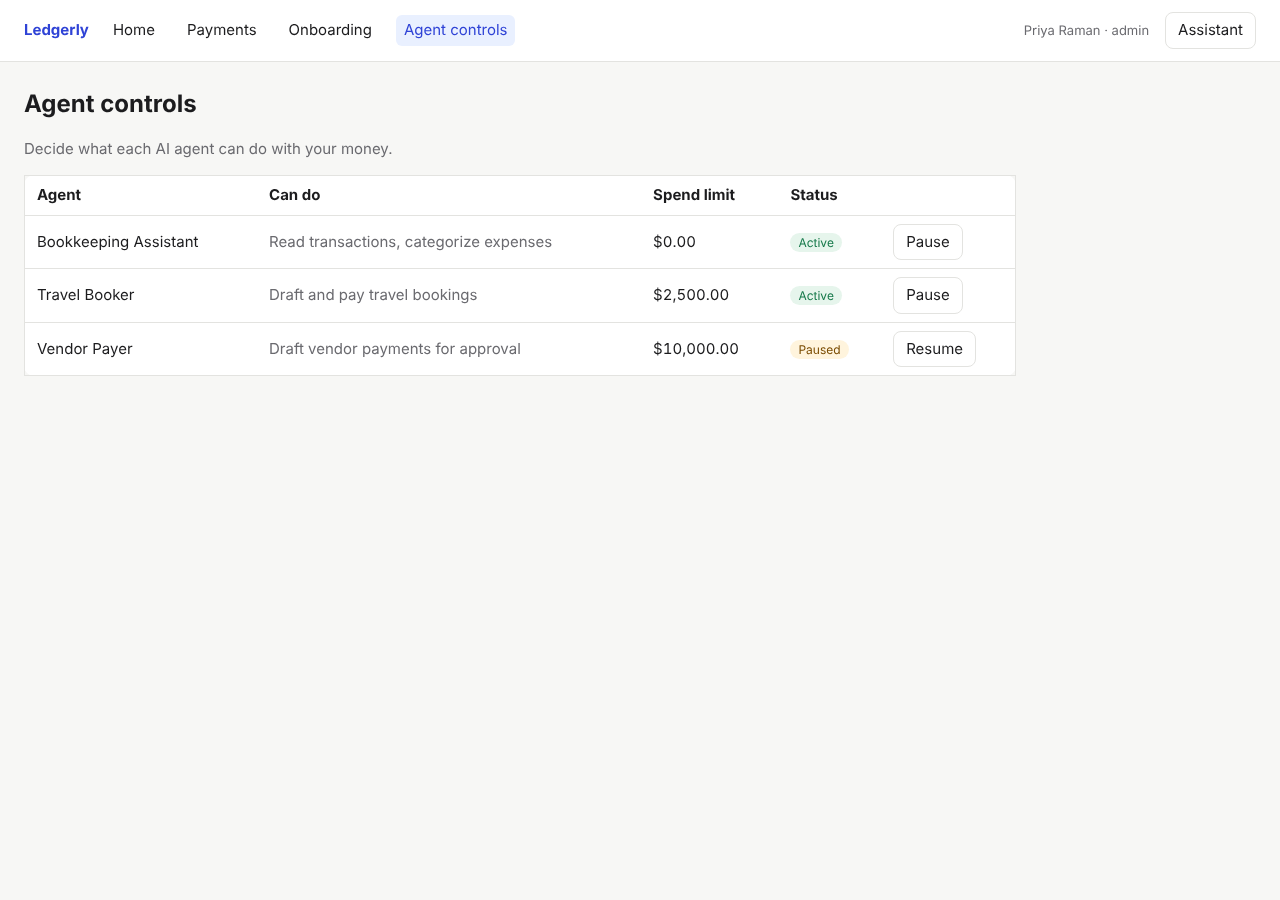 Ledgerly Home Payments Onboarding Agent controls Priya Raman · admin Assistant
Agent controls
Decide what each AI agent can do with your money.
Agent Can do Spend limit Status
Bookkeeping Assistant Read transactions, categorize expenses $0.00 Active Pause
Travel Booker Draft and pay travel bookings $2,500.00 Active Pause
Vendor Payer Draft vendor payments for approval $10,000.00 Paused Resume